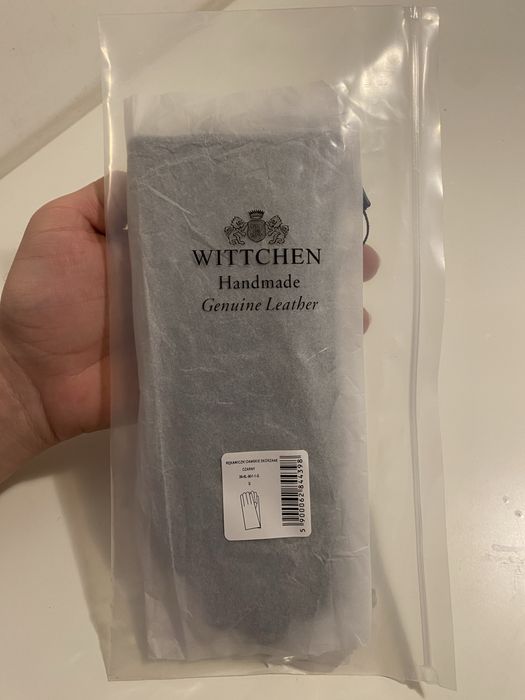 WITTCHEN
Handmade
Genuine Leather
RĘKAWICZKI DAMSKIE SKÓRZANE
CZARNY
S
5 900062 844398